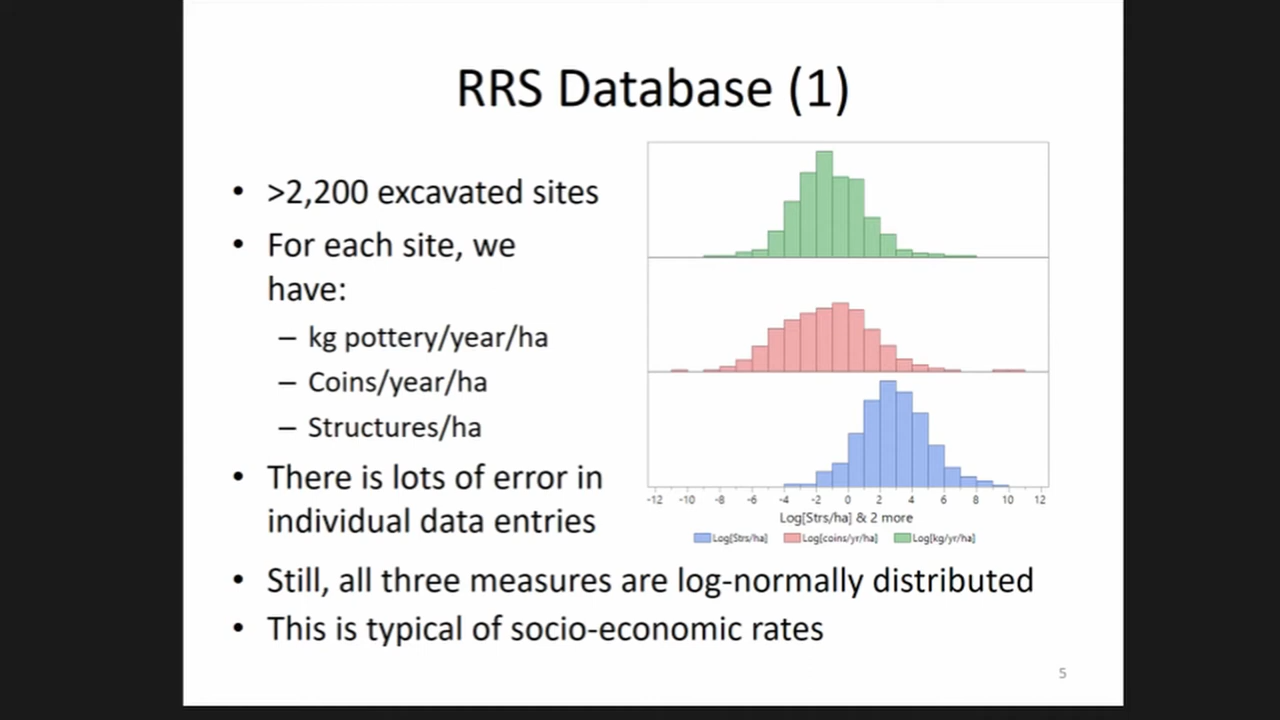 RRS Database (1)
• >2,200 excavated sites
• For each site, we
have:
– kg pottery/year/ha
– Coins/year/ha
– Structures/ha
• There is lots of error in
individual data entries
• Still, all three measures are log-normally distributed
• This is typical of socio-economic rates
-12 -10 -8 -6 -4 -2 0 2 4 6 8 10 12
Log[Strs/ha] & 2 more
Log[Strs/ha] Log[coins/yr/ha] Log[kg/yr/ha]
5